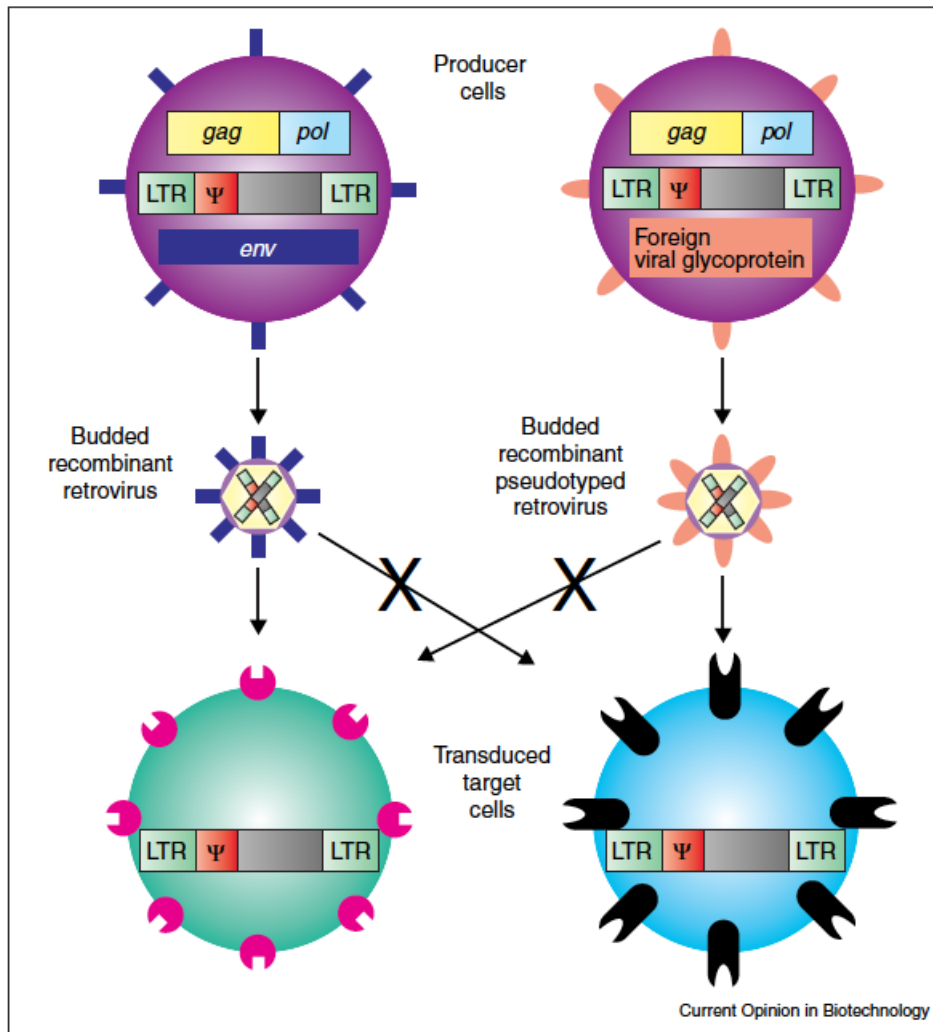 Producer
cells
gag pol
LTR Ψ LTR
env
gag pol
LTR Ψ LTR
Foreign
viral glycoprotein
Budded
recombinant
retrovirus
Budded
recombinant
pseudotyped
retrovirus
X X
Transduced
target
cells
LTR Ψ LTR
LTR Ψ LTR
Current Opinion in Biotechnology